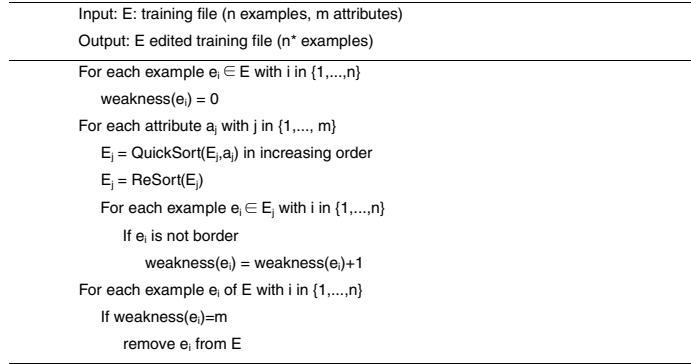 Input: E: training file (n examples, m attributes)
Output: E edited training file (n* examples)
For each example eᵢ ∈ E with i in {1,...,n}
weakness(eᵢ) = 0
For each attribute aⱼ with j in {1,..., m}
Eⱼ = QuickSort(Eⱼ,aⱼ) in increasing order
Eⱼ = ReSort(Eⱼ)
For each example eᵢ ∈ Eⱼ with i in {1,...,n}
If eᵢ is not border
weakness(eᵢ) = weakness(eᵢ)+1
For each example eᵢ of E with i in {1,...,n}
If weakness(eᵢ)=m
remove eᵢ from E